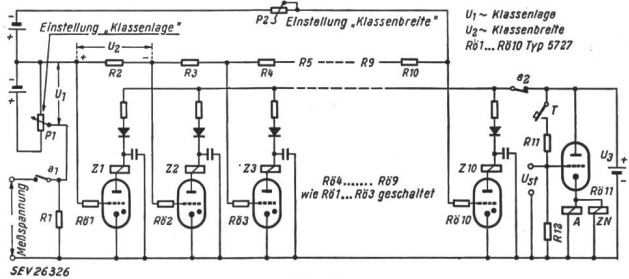 P2
Einstellung „Klassenbreite"
U₁~ Klassenlage
U₂~ Klassenbreite
Rö1...Rö10 Typ 5727
Einstellung „Klassenlage"
+
U₂
+
−
R2
R3
R4
R5 --- R9
R10
−
+
U₁
P1
a₂
T
R11
U₃
+
−
a₁
Z1
Z2
Z3
Z10
Rö4.......Rö9
wie Rö1...Rö3 geschaltet
U_St
Rö11
Meßspannung
R1
Rö1
Rö2
Rö3
Rö10
R12
A
ZN
SEV 26326